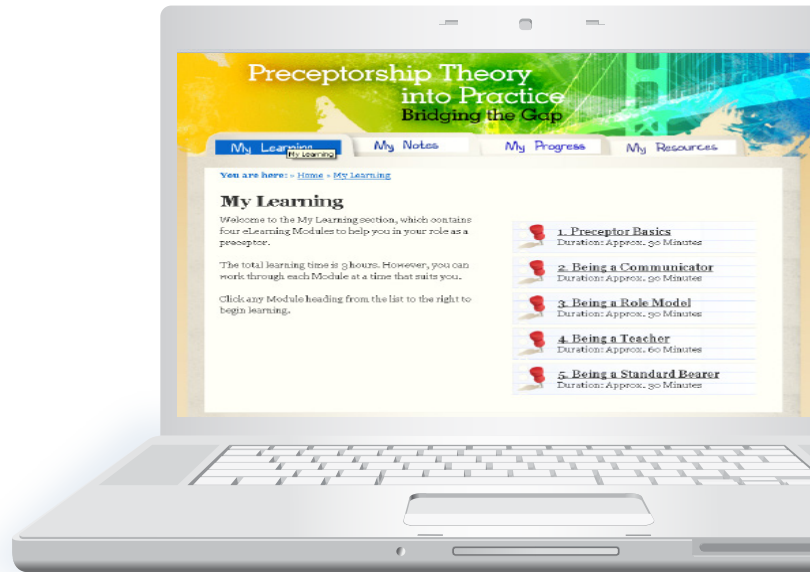 Preceptorship Theory
into Practice
Bridging the Gap
My Learning
My Notes
My Progress
My Resources
My Learning
You are here: » Home » My Learning
My Learning
Welcome to the My Learning section, which contains
four eLearning Modules to help you in your role as a
preceptor.
The total learning time is 3 hours. However, you can
work through each Module at a time that suits you.
Click any Module heading from the list to the right to
begin learning.
1. Preceptor Basics
Duration: Approx. 30 Minutes
2. Being a Communicator
Duration: Approx. 30 Minutes
3. Being a Role Model
Duration: Approx. 30 Minutes
4. Being a Teacher
Duration: Approx. 60 Minutes
5. Being a Standard Bearer
Duration: Approx. 30 Minutes